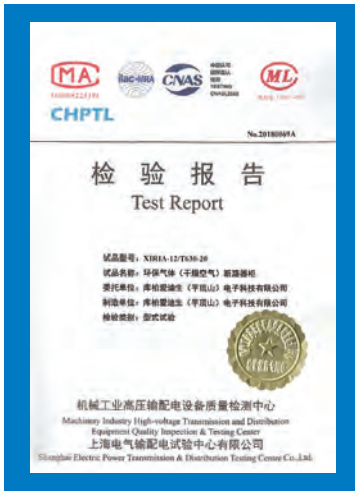 MA
ilac-MRA
CNAS
TESTING
ML
CHPTL
No.2018I069A
检 验 报 告
Test Report
试品型号：XIRIA-12/T630-20
试品名称：环保气体（干燥空气）断路器柜
委托单位：库柏爱迪生（平顶山）电子科技有限公司
制造单位：库柏爱迪生（平顶山）电子科技有限公司
检验类别：型式试验
机械工业高压输配电设备质量检测中心
Machinery Industry High-voltage Transmission and Distribution
Equipment Quality Inspection & Testing Center
上海电气输配电试验中心有限公司
Shanghai Electric Power Transmission & Distribution Testing Center Co.,Ltd.